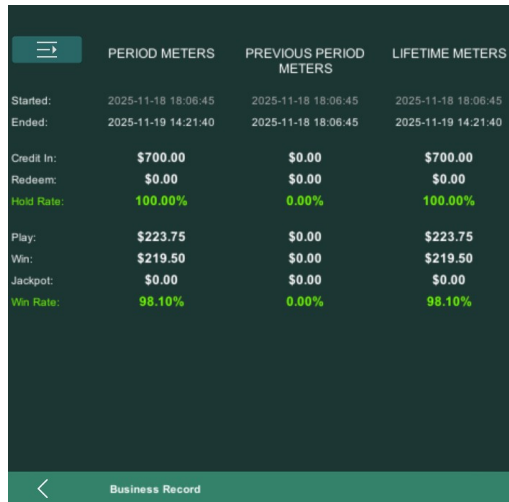 PERIOD METERS PREVIOUS PERIOD METERS LIFETIME METERS
Started: 2025-11-18 18:06:45 2025-11-18 18:06:45 2025-11-18 18:06:45
Ended: 2025-11-19 14:21:40 2025-11-18 18:06:45 2025-11-19 14:21:40
Credit In: $700.00 $0.00 $700.00
Redeem: $0.00 $0.00 $0.00
Hold Rate: 100.00% 0.00% 100.00%
Play: $223.75 $0.00 $223.75
Win: $219.50 $0.00 $219.50
Jackpot: $0.00 $0.00 $0.00
Win Rate: 98.10% 0.00% 98.10%
Business Record